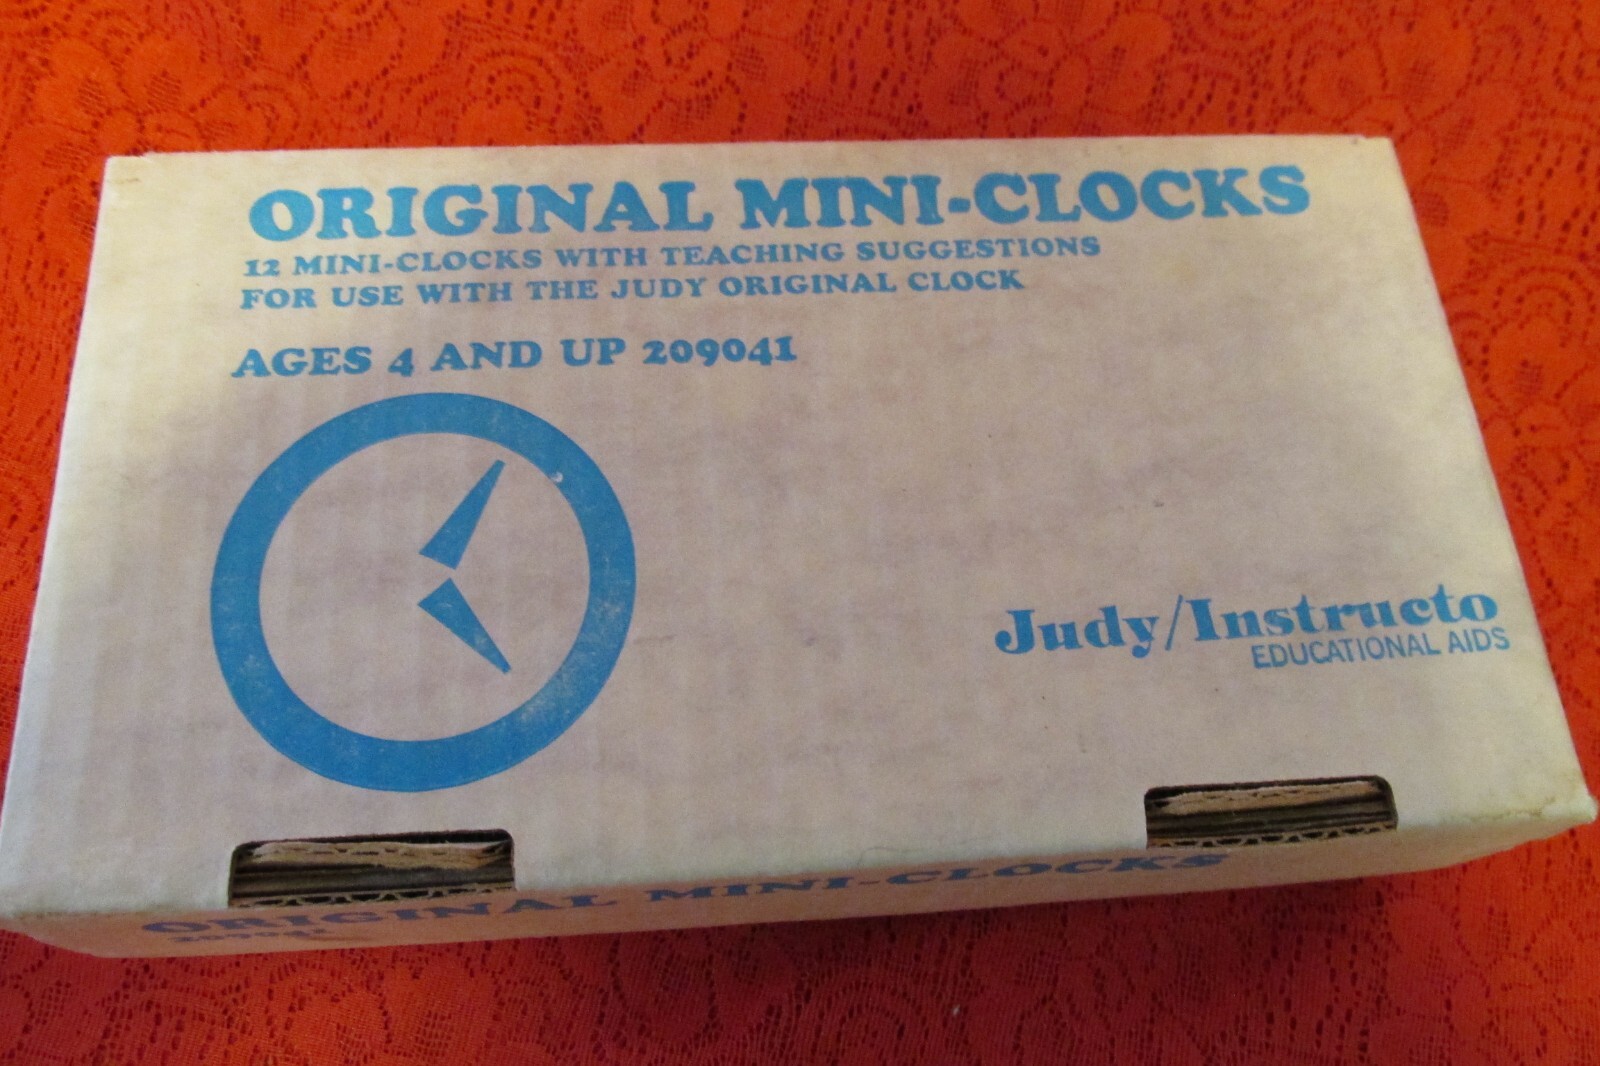 ORIGINAL MINI-CLOCKS
12 MINI-CLOCKS WITH TEACHING SUGGESTIONS
FOR USE WITH THE JUDY ORIGINAL CLOCK
AGES 4 AND UP 209041
Judy/Instructo
EDUCATIONAL AIDS
ORIGINAL MINI-CLOCKS
209041